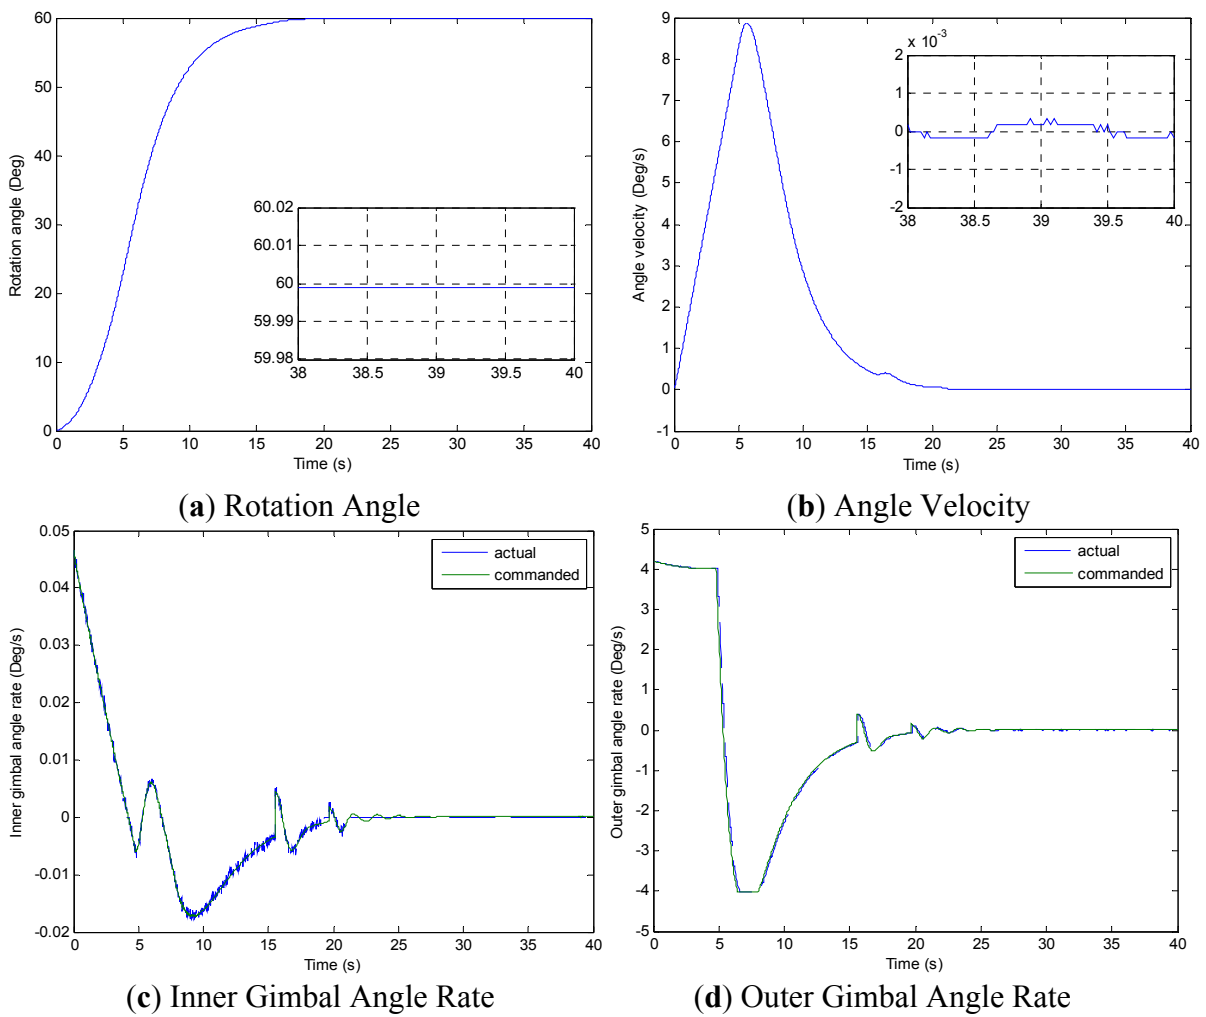 60
50
40
30
20
10
0
Rotation angle (Deg)
60.02
60.01
60
59.99
59.98
38 38.5 39 39.5 40
0 5 10 15 20 25 30 35 40
Time (s)
(a) Rotation Angle
9
8
7
6
5
4
3
2
1
0
-1
Angle velocity (Deg/s)
x 10^-3
2
1
0
-1
-2
38 38.5 39 39.5 40
0 5 10 15 20 25 30 35 40
Time (s)
(b) Angle Velocity
0.05
0.04
0.03
0.02
0.01
0
-0.01
-0.02
Inner gimbal angle rate (Deg/s)
actual
commanded
0 5 10 15 20 25 30 35 40
Time (s)
(c) Inner Gimbal Angle Rate
5
4
3
2
1
0
-1
-2
-3
-4
-5
Outer gimbal angle rate (Deg/s)
actual
commanded
0 5 10 15 20 25 30 35 40
Time (s)
(d) Outer Gimbal Angle Rate